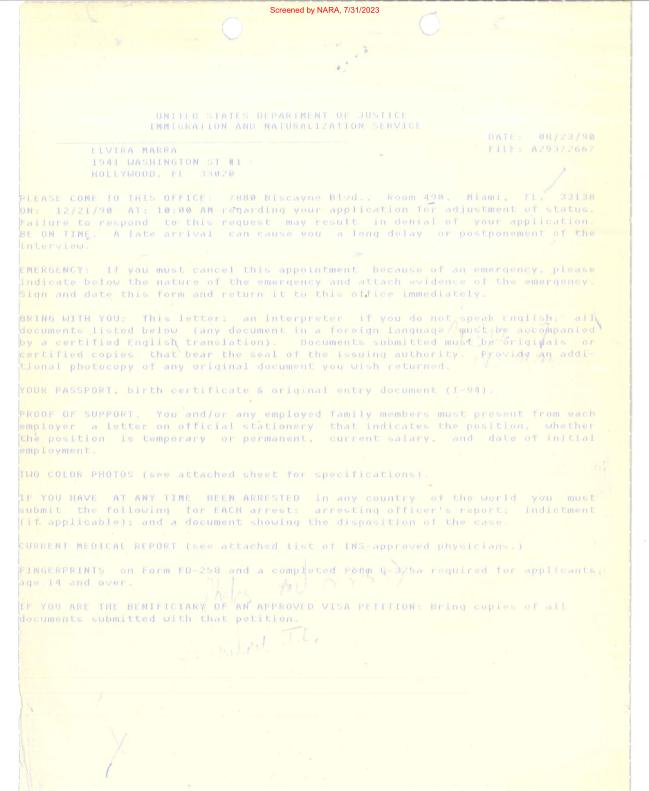 Screened by NARA, 7/31/2023
UNITED STATES DEPARTMENT OF JUSTICE
IMMIGRATION AND NATURALIZATION SERVICE
DATE: 08/23/90
ELVIRA MARRA FILE: A29372667
1941 WASHINGTON ST #1
HOLLYWOOD, FL 33020
PLEASE COME TO THIS OFFICE: 7880 Biscayne Blvd., Room 490, Miami, FL, 33138
ON: 12/21/90 AT: 10:00 AM regarding your application for adjustment of status.
Failure to respond to this request may result in denial of your application.
BE ON TIME. A late arrival can cause you a long delay or postponement of the
interview.
EMERGENCY: If you must cancel this appointment because of an emergency, please
indicate below the nature of the emergency and attach evidence of the emergency.
Sign and date this form and return it to this office immediately.
BRING WITH YOU: This letter; an interpreter if you do not speak English; all
documents listed below (any document in a foreign language must be accompanied
by a certified English translation). Documents submitted must be originals or
certified copies that bear the seal of the issuing authority. Provide an addi-
tional photocopy of any original document you wish returned.
YOUR PASSPORT, birth certificate & original entry document (I-94).
PROOF OF SUPPORT. You and/or any employed family members must present from each
employer a letter on official stationery that indicates the position, whether
the position is temporary or permanent, current salary, and date of initial
employment.
TWO COLOR PHOTOS (see attached sheet for specifications).
IF YOU HAVE AT ANY TIME BEEN ARRESTED in any country of the world you must
submit the following for EACH arrest: arresting officer's report; indictment
(if applicable); and a document showing the disposition of the case.
CURRENT MEDICAL REPORT (see attached list of INS-approved physicians.)
FINGERPRINTS on Form FD-258 and a completed Form G-325a required for applicants,
age 14 and over.
IF YOU ARE THE BENIFICIARY OF AN APPROVED VISA PETITION: Bring copies of all
documents submitted with that petition.